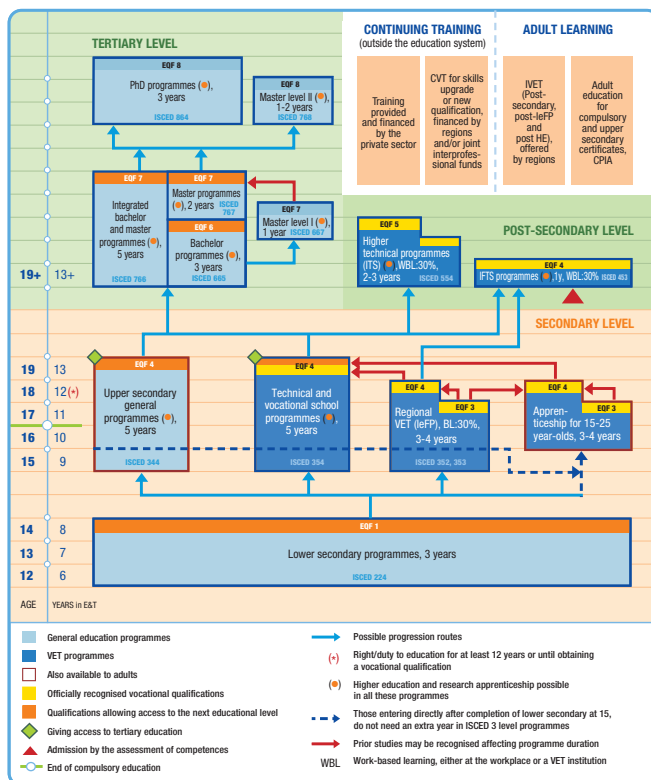 TERTIARY LEVEL
CONTINUING TRAINING
(outside the education system)
ADULT LEARNING
Training
provided
and financed
by the
private sector
CVT for skills
upgrade
or new
qualification,
financed by
regions
and/or joint
interprofes-
sional funds
IVET
(Post-
secondary,
post-IeFP
and
post HE),
offered
by regions
Adult
education
for
compulsory
and upper
secondary
certificates,
CPIA
EQF 8
PhD programmes ( ),
3 years
ISCED 864
EQF 8
Master level II ( ),
1-2 years
ISCED 768
EQF 7
Integrated
bachelor
and master
programmes ( ),
5 years
ISCED 766
EQF 7
Master programmes
( ), 2 years ISCED
767
EQF 6
Bachelor
programmes ( ),
3 years
ISCED 665
EQF 7
Master level I ( ),
1 year ISCED 667
POST-SECONDARY LEVEL
EQF 5
Higher
technical programmes
(ITS) ( ),WBL:30%,
2-3 years ISCED 554
EQF 4
IFTS programmes ( ),1y, WBL:30% ISCED 453
19+ 13+
SECONDARY LEVEL
19 13
18 12(*)
17 11
16 10
15 9
EQF 4
Upper secondary
general
programmes ( ),
5 years
ISCED 344
EQF 4
Technical and
vocational school
programmes ( ),
5 years
ISCED 354
EQF 4
EQF 3
Regional
VET (IeFP), BL:30%,
3-4 years
ISCED 352, 353
EQF 4
EQF 3
Appren-
ticeship for 15-25
year-olds, 3-4 years
14 8
13 7
12 6
EQF 1
Lower secondary programmes, 3 years
ISCED 224
AGE YEARS in E&T
General education programmes
VET programmes
Also available to adults
Officially recognised vocational qualifications
Qualifications allowing access to the next educational level
Giving access to tertiary education
Admission by the assessment of competences
End of compulsory education
Possible progression routes
(*) Right/duty to education for at least 12 years or until obtaining
a vocational qualification
( ) Higher education and research apprenticeship possible
in all these programmes
Those entering directly after completion of lower secondary at 15,
do not need an extra year in ISCED 3 level programmes
Prior studies may be recognised affecting programme duration
WBL Work-based learning, either at the workplace or a VET institution